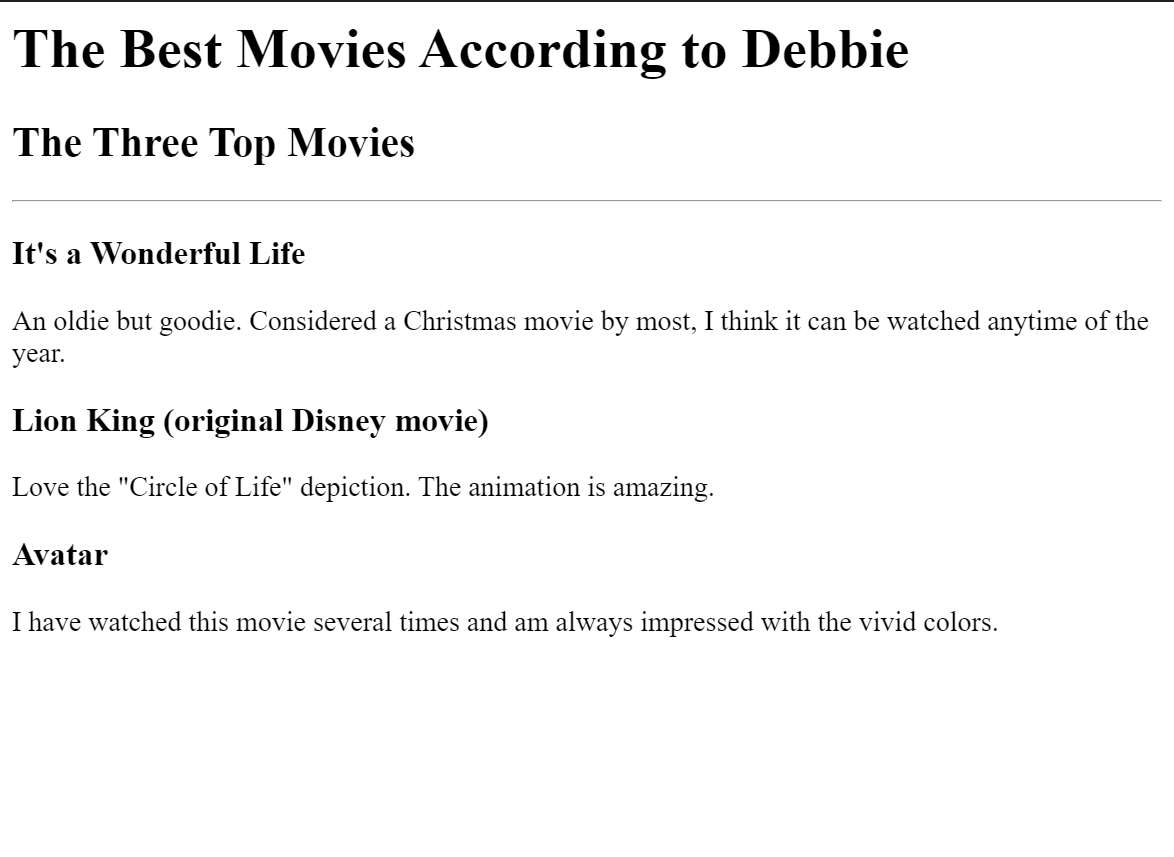 The Best Movies According to Debbie
The Three Top Movies
It's a Wonderful Life
An oldie but goodie. Considered a Christmas movie by most, I think it can be watched anytime of the
year.
Lion King (original Disney movie)
Love the "Circle of Life" depiction. The animation is amazing.
Avatar
I have watched this movie several times and am always impressed with the vivid colors.